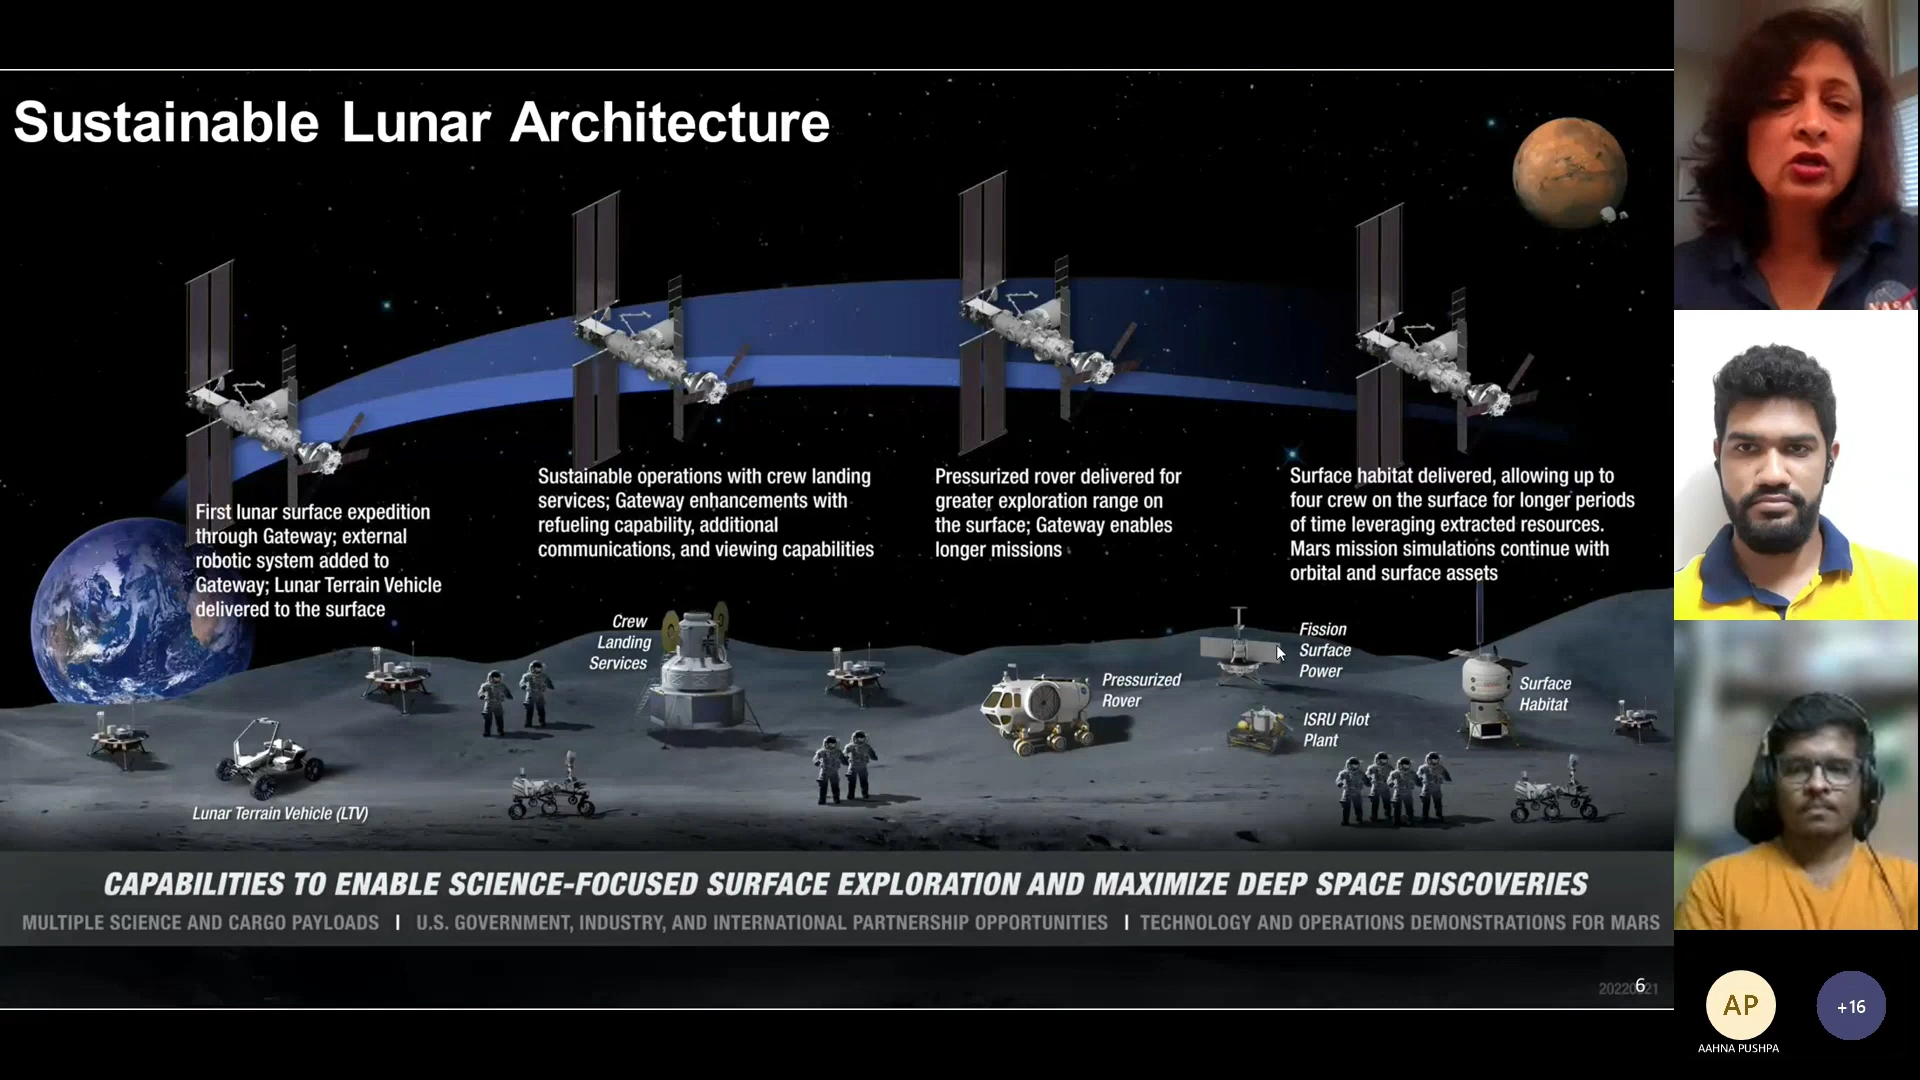 Sustainable Lunar Architecture
First lunar surface expedition
through Gateway; external
robotic system added to
Gateway; Lunar Terrain Vehicle
delivered to the surface
Sustainable operations with crew landing
services; Gateway enhancements with
refueling capability, additional
communications, and viewing capabilities
Pressurized rover delivered for
greater exploration range on
the surface; Gateway enables
longer missions
Surface habitat delivered, allowing up to
four crew on the surface for longer periods
of time leveraging extracted resources.
Mars mission simulations continue with
orbital and surface assets
Crew
Landing
Services
Pressurized
Rover
Fission
Surface
Power
ISRU Pilot
Plant
Surface
Habitat
Lunar Terrain Vehicle (LTV)
CAPABILITIES TO ENABLE SCIENCE-FOCUSED SURFACE EXPLORATION AND MAXIMIZE DEEP SPACE DISCOVERIES
MULTIPLE SCIENCE AND CARGO PAYLOADS | U.S. GOVERNMENT, INDUSTRY, AND INTERNATIONAL PARTNERSHIP OPPORTUNITIES | TECHNOLOGY AND OPERATIONS DEMONSTRATIONS FOR MARS
6
NASA
AP
AAHNA PUSHPA
+16